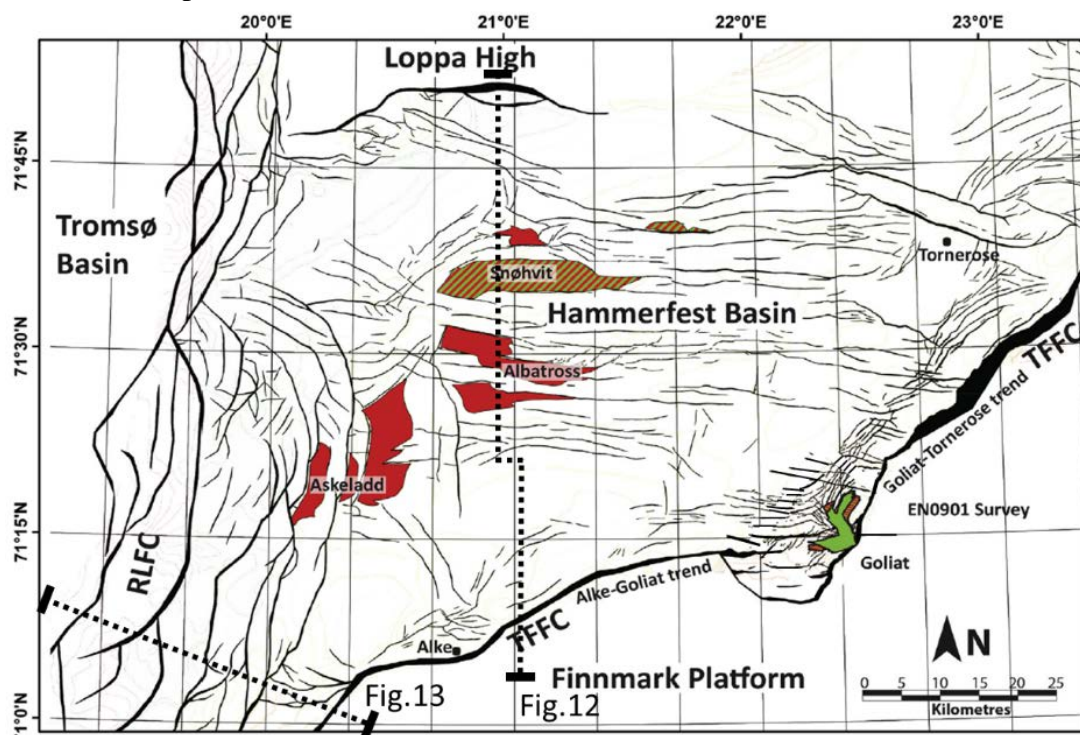 20°0'E
21°0'E
22°0'E
23°0'E
Loppa High
71°45'N
Tromsø
Basin
Tornerose
Snøhvit
Hammerfest Basin
71°30'N
Albatross
TFFC
Goliat-Tornerose trend
Askeladd
EN0901 Survey
71°15'N
RLFC
Goliat
Alke-Goliat trend
TFFC
Alke
N
Finnmark Platform
Fig.13
Fig.12
0 5 10 15 20 25
Kilometres
71°0'N